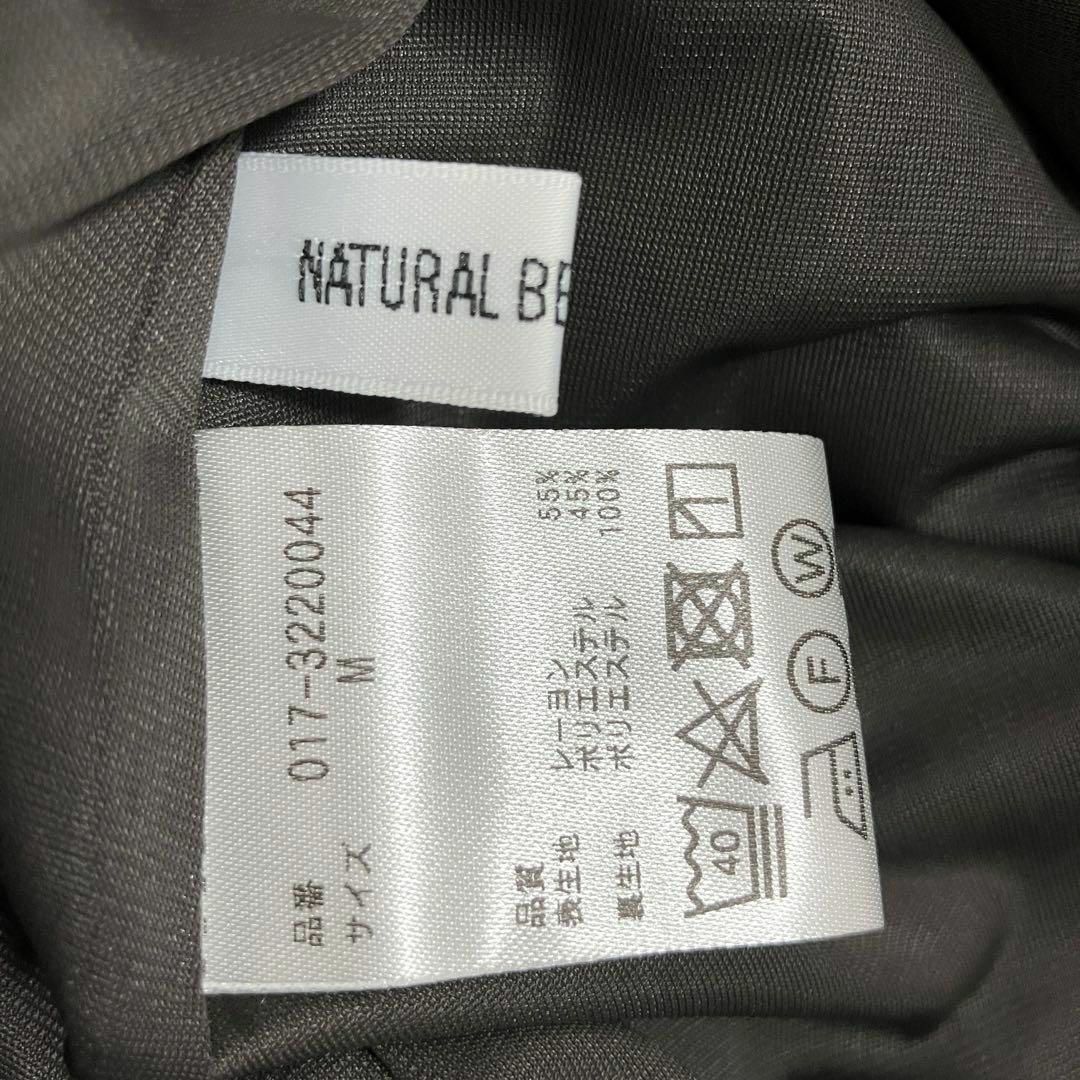 NATURAL BE
品番 017-3220044
サイズ M
品質
表生地 レーヨン 55%
ポリエステル 45%
裏生地 ポリエステル 100%
40
F W